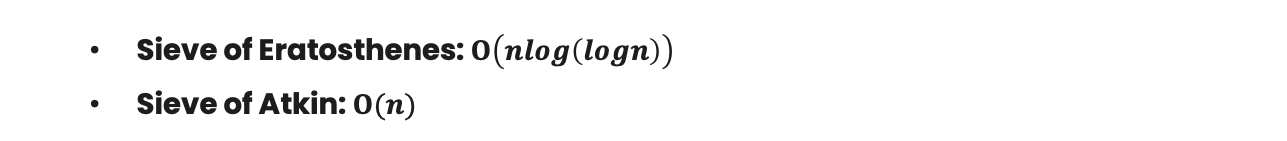 • Sieve of Eratosthenes: O(nlog(logn))
• Sieve of Atkin: O(n)